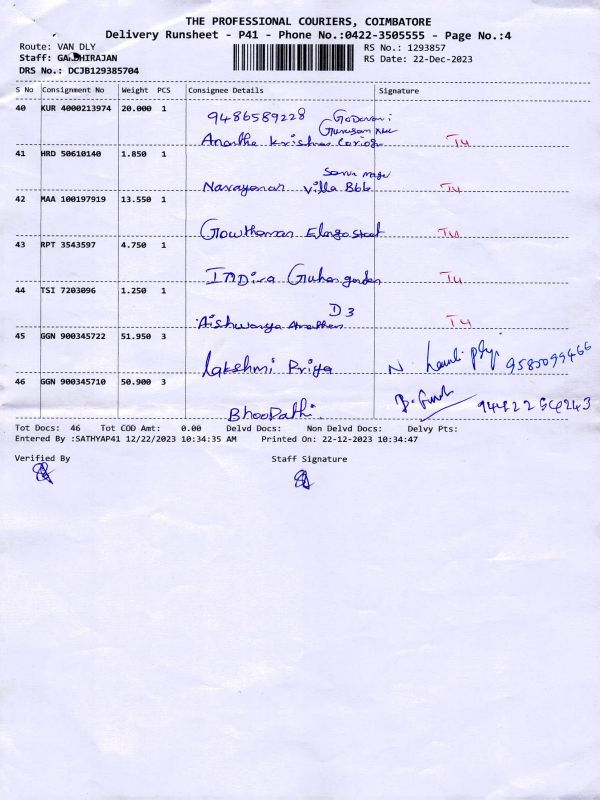 THE PROFESSIONAL COURIERS, COIMBATORE
Delivery Runsheet - P41 - Phone No.:0422-3505555 - Page No.:4
Route: VAN DLY
RS No.: 1293857
Staff: GANDHIRAJAN
RS Date: 22-Dec-2023
DRS No.: DCJB129385704
S No Consignment No Weight PCS Consignee Details Signature
40 KUR 4000213974 20.000 1
9486589228 Godavari
Anantha Krishna
41 HRD 50610140 1.850 1
Narayanan Villa B66
42 MAA 100197919 13.550 1
Gowthaman Elango
43 RPT 3543597 4.750 1
INDira Guhan garden
44 TSI 7203096 1.250 1
D3
Aishwarya
45 GGN 900345722 51.950 3
Lakshmi Priya 9585099466
46 GGN 900345710 50.900 3
Bhoopathi
Tot Docs: 46 Tot COD Amt: 0.00 Delvd Docs: Non Delvd Docs: Delvy Pts:
Entered By :SATHYAP41 12/22/2023 10:34:35 AM Printed On: 22-12-2023 10:34:47
Verified By Staff Signature